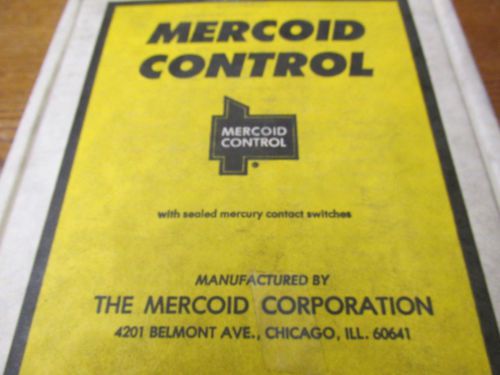 MERCOID
CONTROL
MERCOID
CONTROL
®
with sealed mercury contact switches
MANUFACTURED BY
THE MERCOID CORPORATION
4201 BELMONT AVE., CHICAGO, ILL. 60641